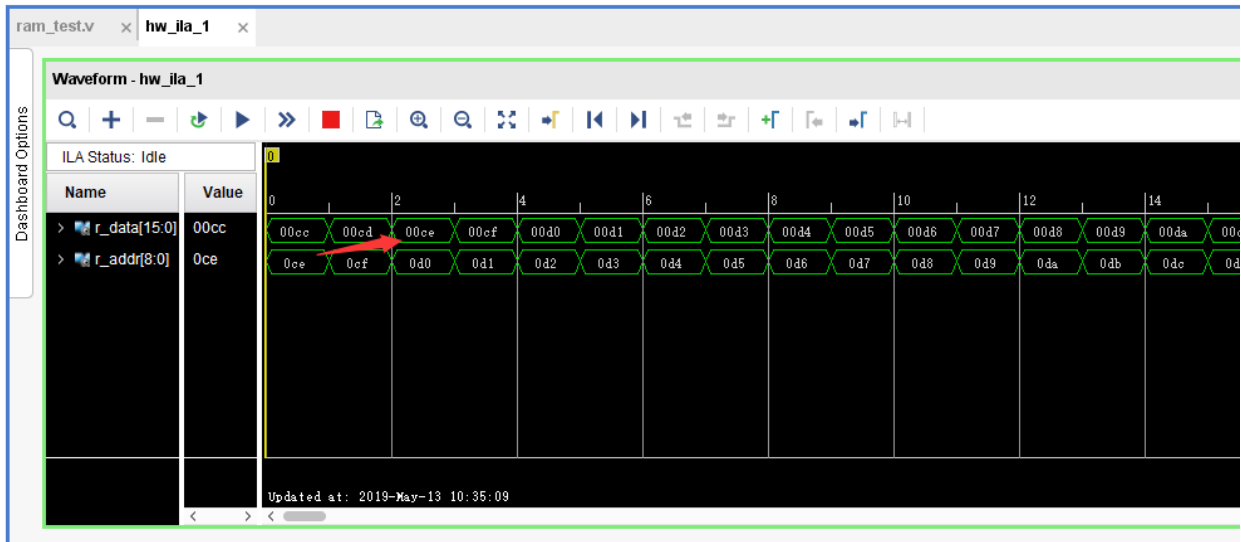 ram_test.v × hw_ila_1 ×
Dashboard Options
Waveform - hw_ila_1
ILA Status: Idle
0
Name Value
0 2 4 6 8 10 12 14
r_data[15:0] 00cc 00cc 00cd 00ce 00cf 00d0 00d1 00d2 00d3 00d4 00d5 00d6 00d7 00d8 00d9 00da
r_addr[8:0] 0ce 0ce 0cf 0d0 0d1 0d2 0d3 0d4 0d5 0d6 0d7 0d8 0d9 0da 0db 0dc
Updated at: 2019-May-13 10:35:09